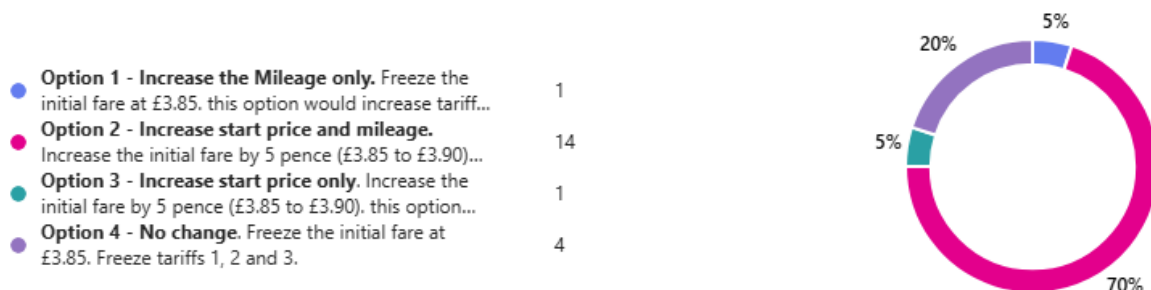 5%
20%
Option 1 - Increase the Mileage only. Freeze the
initial fare at £3.85. this option would increase tariff...
1
Option 2 - Increase start price and mileage.
Increase the initial fare by 5 pence (£3.85 to £3.90)...
14
5%
Option 3 - Increase start price only. Increase the
initial fare by 5 pence (£3.85 to £3.90). this option...
1
Option 4 - No change. Freeze the initial fare at
£3.85. Freeze tariffs 1, 2 and 3.
4
70%